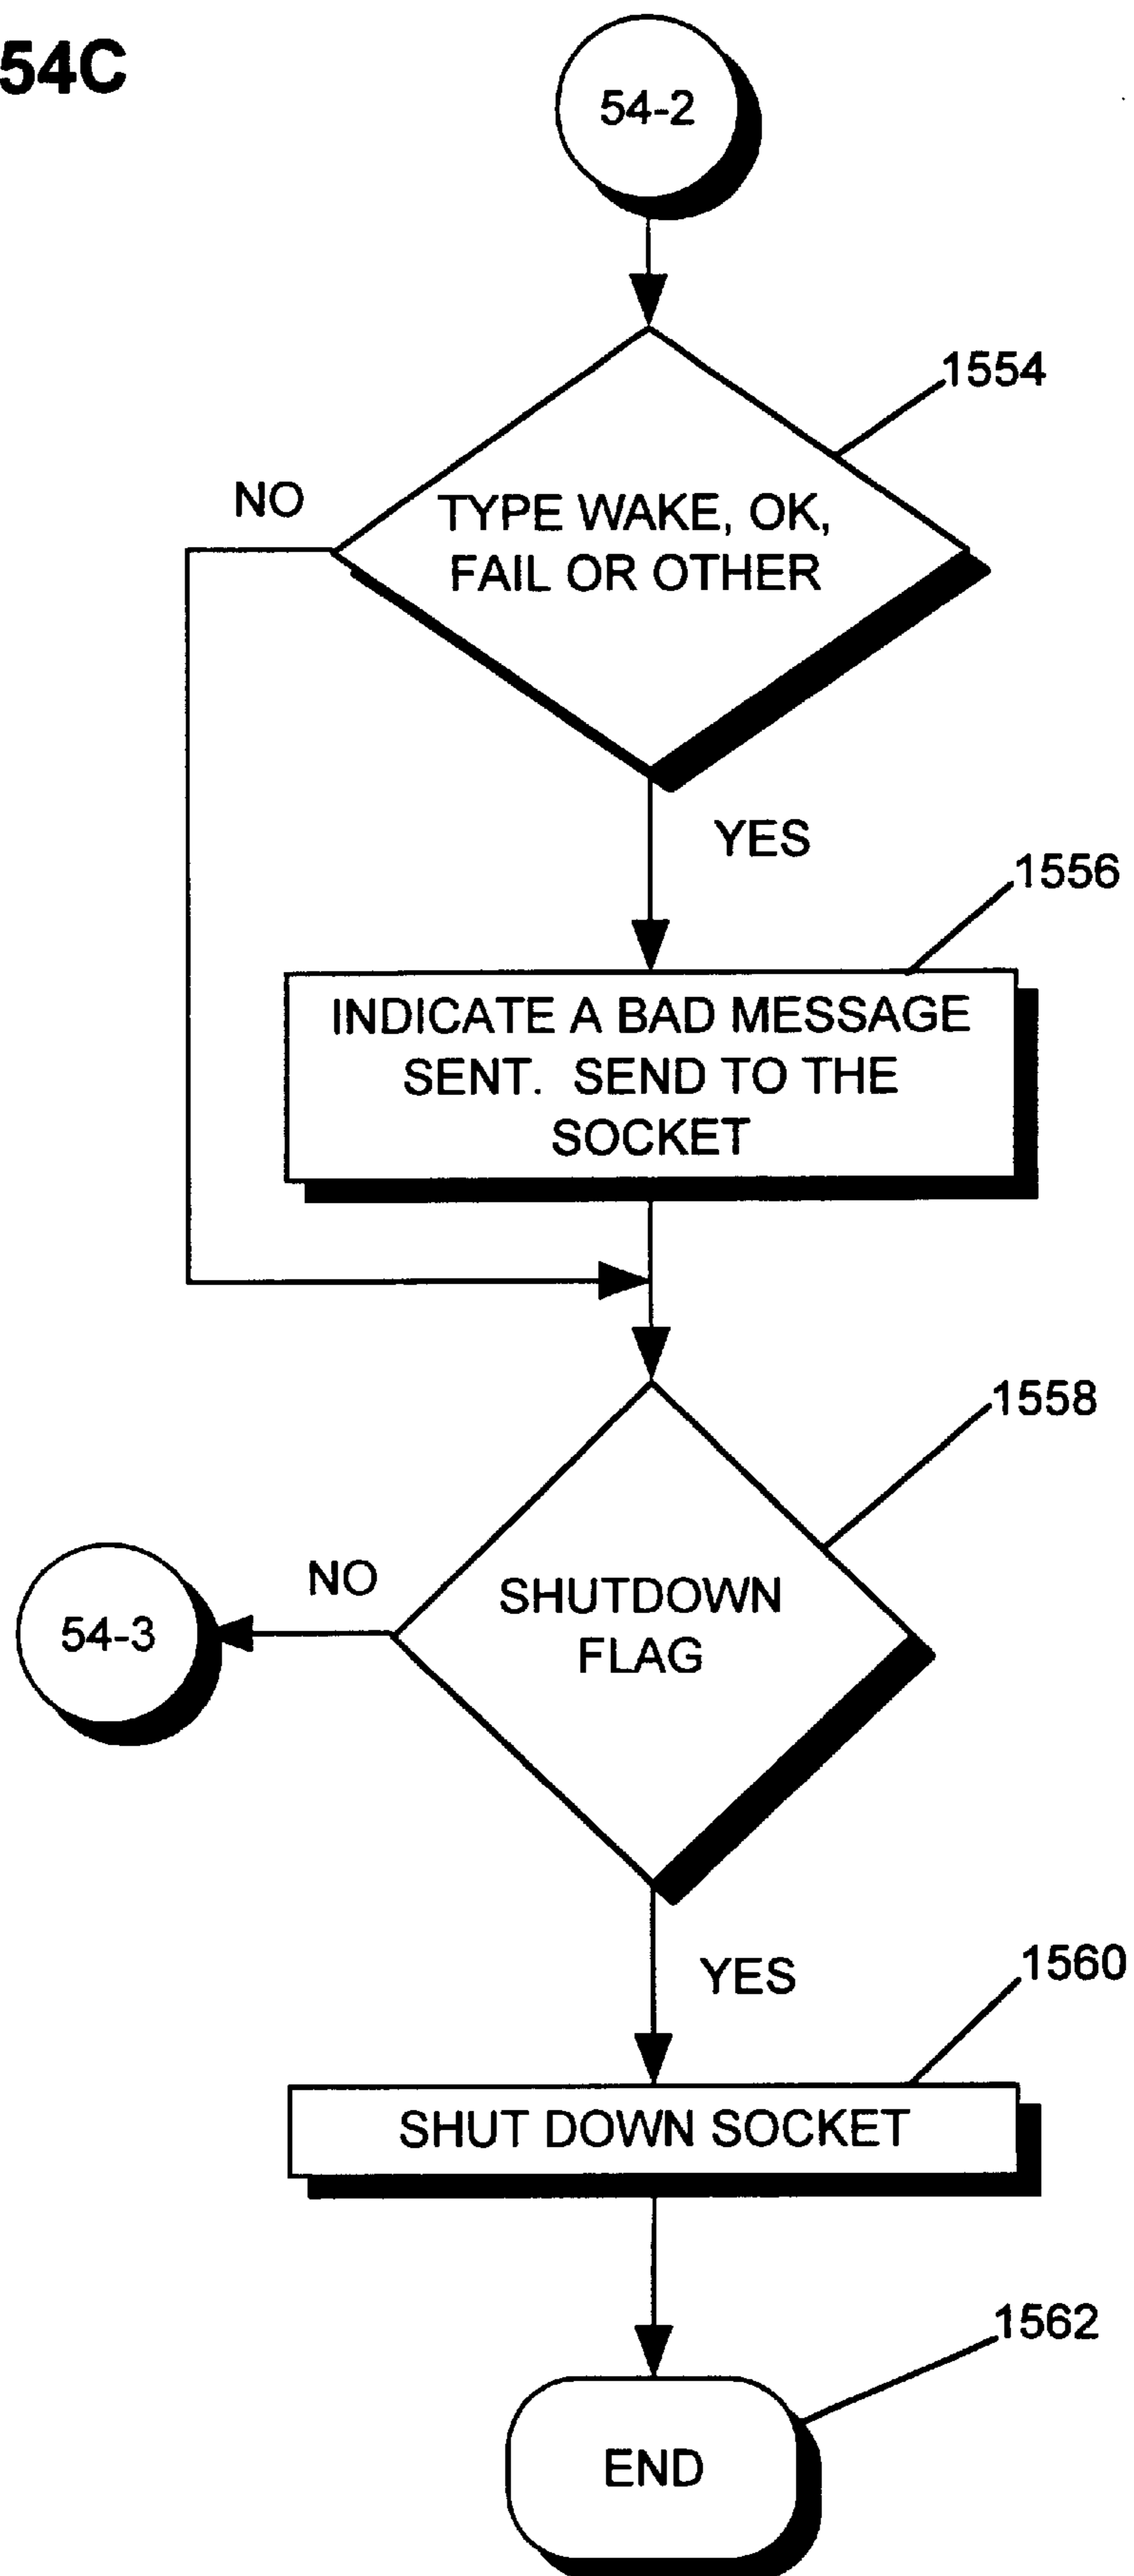 54C
54-2
1554
NO
TYPE WAKE, OK,
FAIL OR OTHER
YES
1556
INDICATE A BAD MESSAGE
SENT. SEND TO THE
SOCKET
1558
NO
SHUTDOWN
FLAG
54-3
YES
1560
SHUT DOWN SOCKET
1562
END